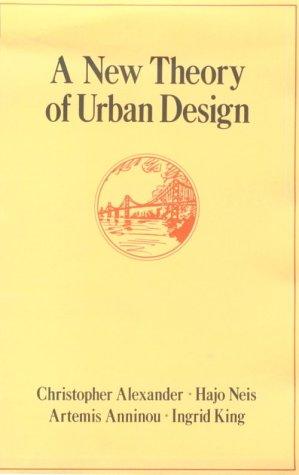 A New Theory
of Urban Design
Christopher Alexander · Hajo Neis
Artemis Anninou · Ingrid King